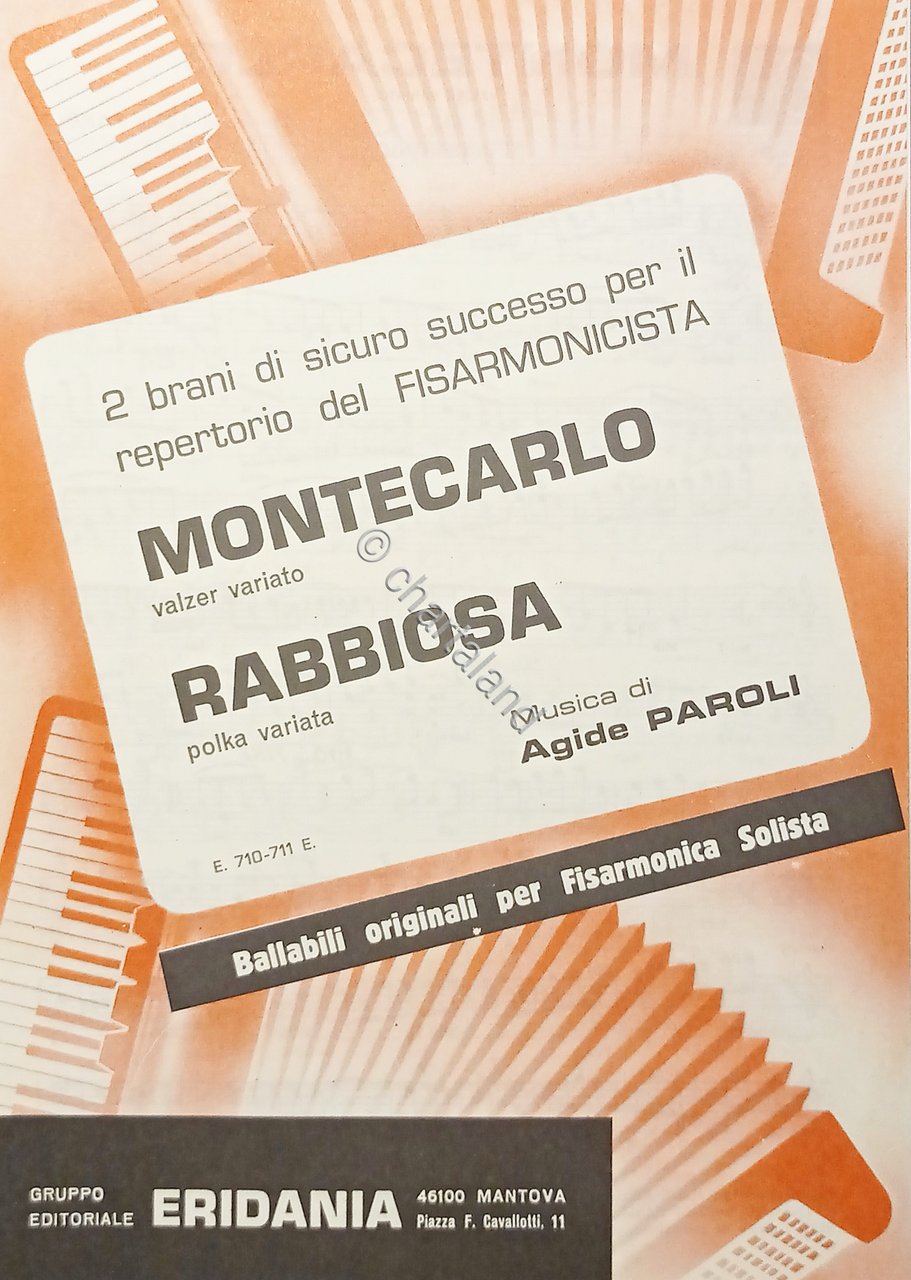 2 brani di sicuro successo per il
repertorio del FISARMONICISTA
MONTECARLO
valzer variato
RABBIOSA
polka variata
Musica di
Agide PAROLI
E. 710-711 E.
Ballabili originali per Fisarmonica Solista
GRUPPO
EDITORIALE
ERIDANIA
46100 MANTOVA
Piazza F. Cavallotti, 11
© chartaland